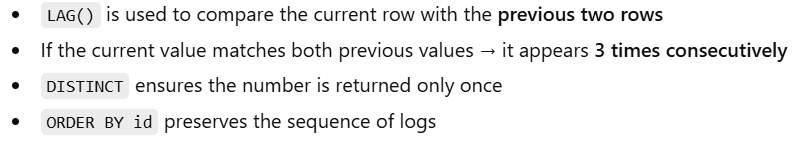 • LAG() is used to compare the current row with the previous two rows
• If the current value matches both previous values → it appears 3 times consecutively
• DISTINCT ensures the number is returned only once
• ORDER BY id preserves the sequence of logs